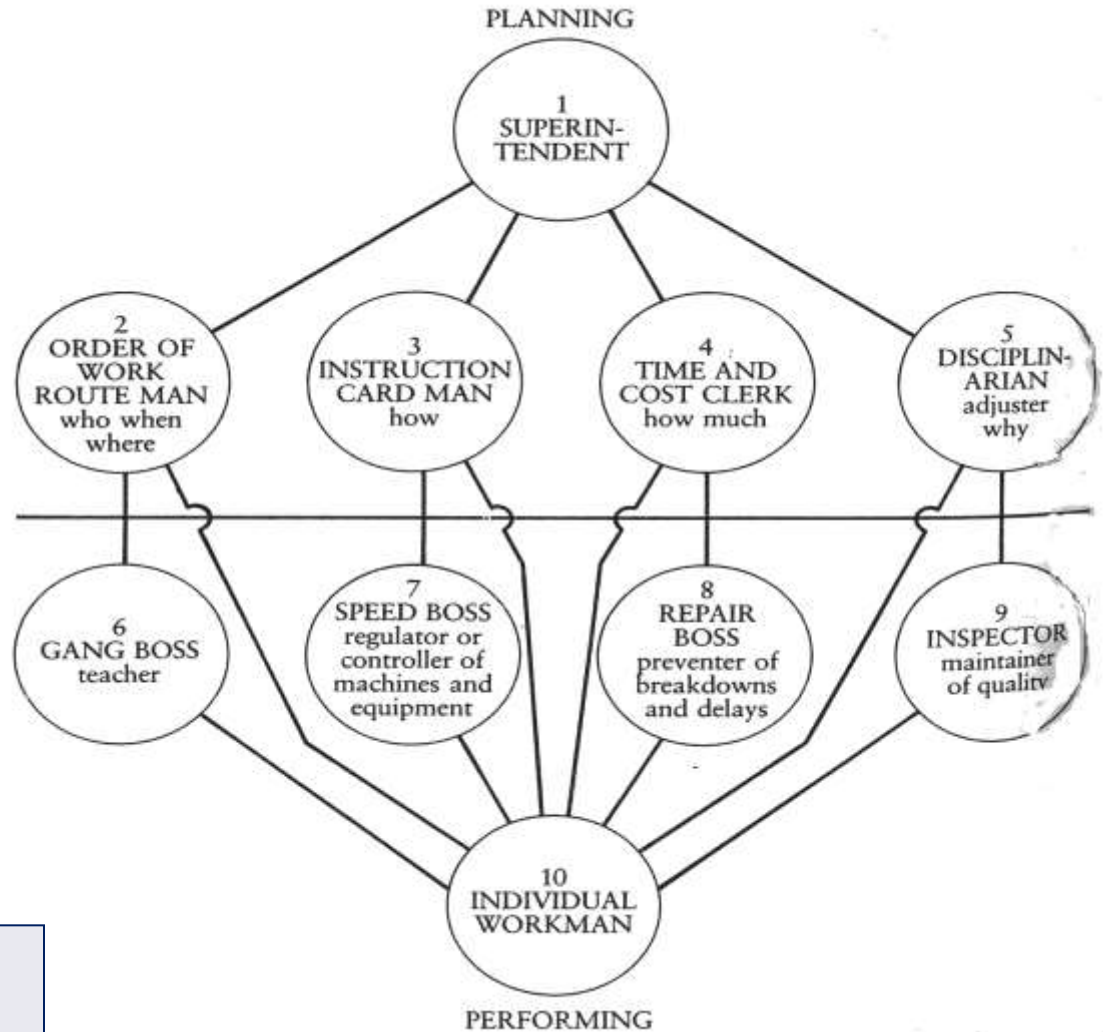 PLANNING
1
SUPERIN-
TENDENT
2
ORDER OF
WORK
ROUTE MAN
who when
where
3
INSTRUCTION
CARD MAN
how
4
TIME AND
COST CLERK
how much
5
DISCIPLIN-
ARIAN
adjuster
why
6
GANG BOSS
teacher
7
SPEED BOSS
regulator or
controller of
machines and
equipment
8
REPAIR
BOSS
preventer of
breakdowns
and delays
9
INSPECTOR
maintainer
of quality
10
INDIVIDUAL
WORKMAN
PERFORMING